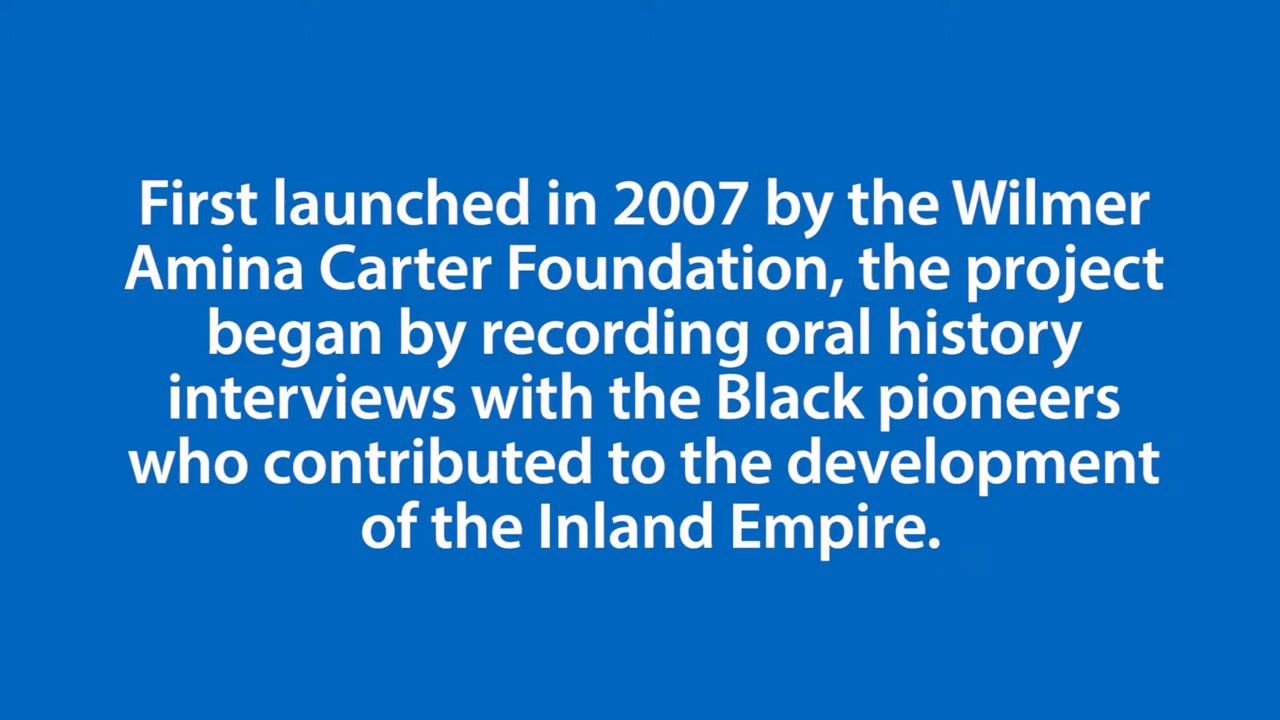 First launched in 2007 by the Wilmer
Amina Carter Foundation, the project
began by recording oral history
interviews with the Black pioneers
who contributed to the development
of the Inland Empire.